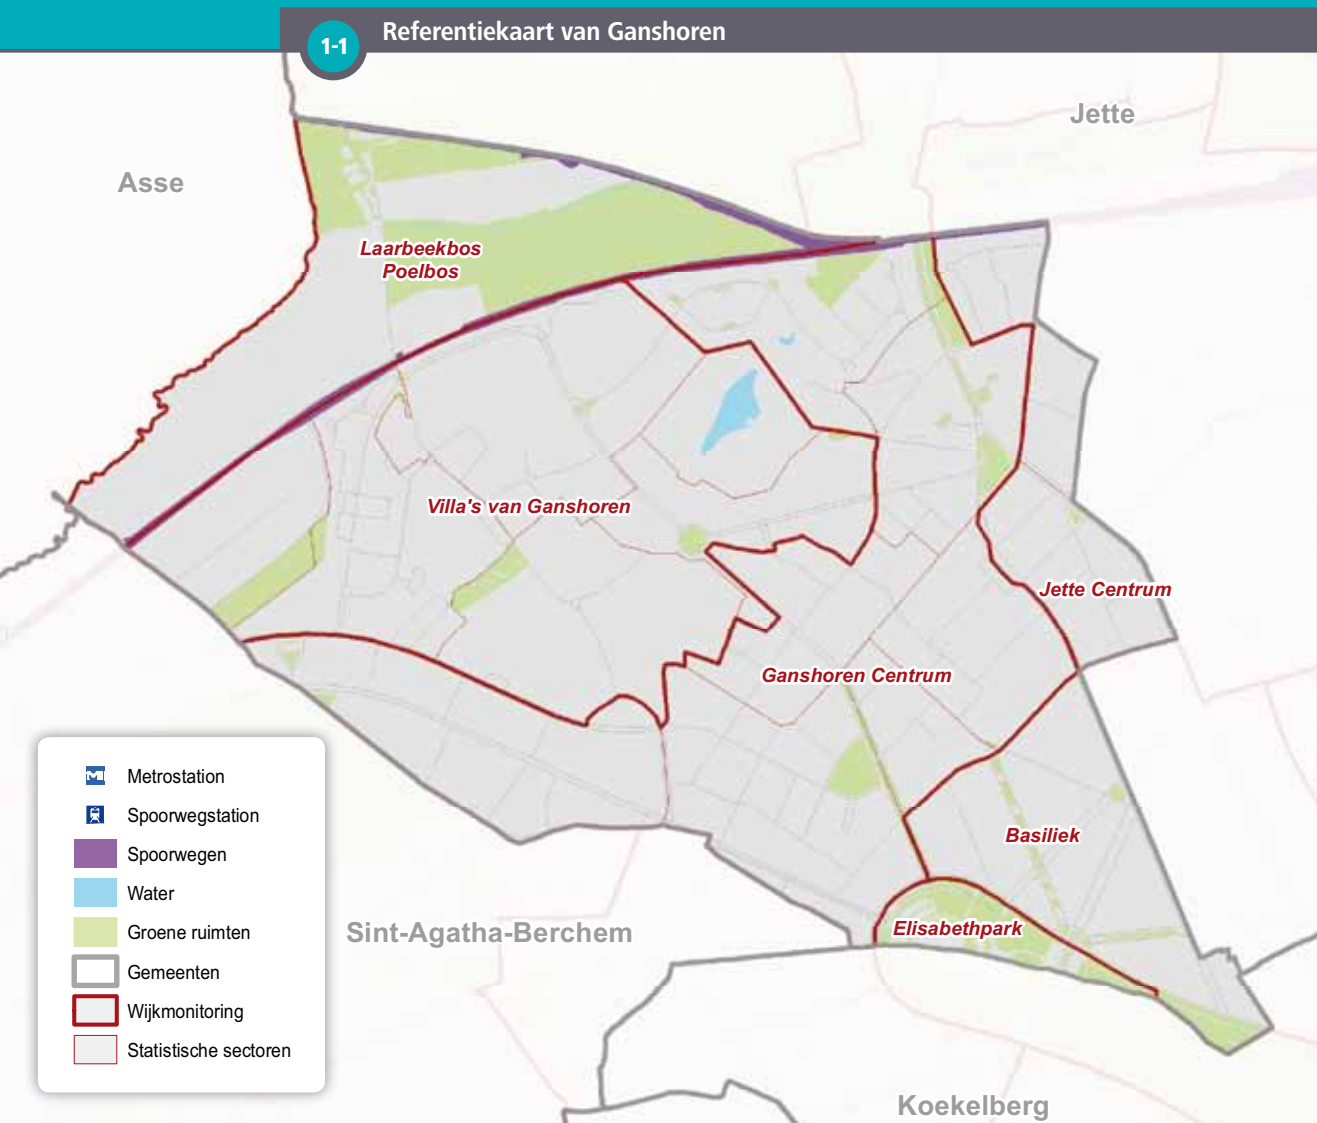 1-1
Referentiekaart van Ganshoren
Jette
Asse
Laarbeekbos
Poelbos
Villa's van Ganshoren
Jette Centrum
Ganshoren Centrum
Basiliek
Elisabethpark
Sint-Agatha-Berchem
Koekelberg
Metrostation
Spoorwegstation
Spoorwegen
Water
Groene ruimten
Gemeenten
Wijkmonitoring
Statistische sectoren